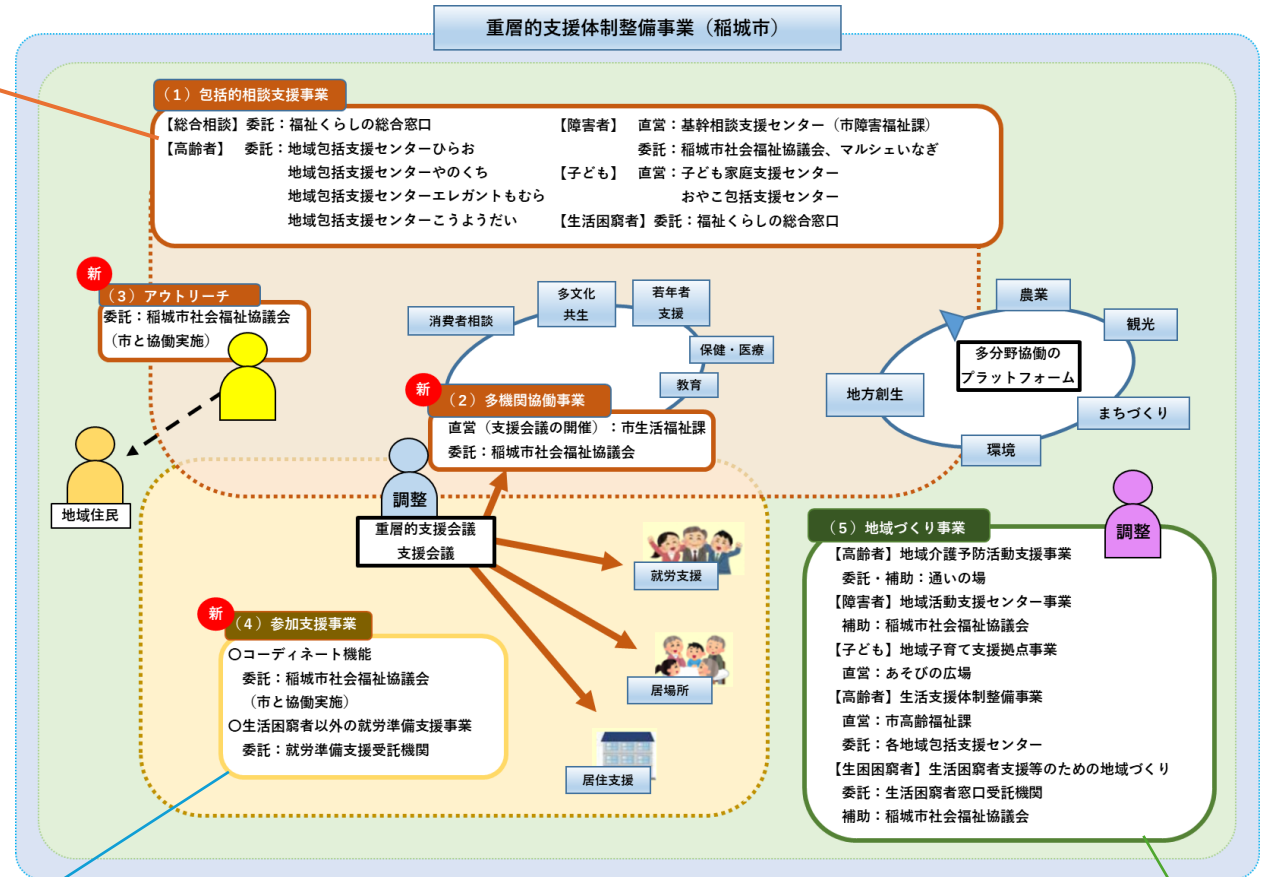 重層的支援体制整備事業（稲城市）
（１）包括的相談支援事業
【総合相談】委託：福祉くらしの総合窓口
【高齢者】　委託：地域包括支援センターひらお
地域包括支援センターやのくち
地域包括支援センターエレガントもむら
地域包括支援センターこうようだい
【障害者】　直営：基幹相談支援センター（市障害福祉課）
委託：稲城市社会福祉協議会、マルシェいなぎ
【子ども】　直営：子ども家庭支援センター
おやこ包括支援センター
【生活困窮者】委託：福祉くらしの総合窓口
新
（３）アウトリーチ
委託：稲城市社会福祉協議会
（市と協働実施）
地域住民
消費者相談
多文化
共生
若年者
支援
保健・医療
教育
新
（２）多機関協働事業
直営（支援会議の開催）：市生活福祉課
委託：稲城市社会福祉協議会
農業
観光
多分野協働の
プラットフォーム
地方創生
まちづくり
環境
調整
重層的支援会議
支援会議
就労支援
居場所
居住支援
新
（４）参加支援事業
〇コーディネート機能
委託：稲城市社会福祉協議会
（市と協働実施）
〇生活困窮者以外の就労準備支援事業
委託：就労準備支援受託機関
調整
（５）地域づくり事業
【高齢者】地域介護予防活動支援事業
委託・補助：通いの場
【障害者】地域活動支援センター事業
補助：稲城市社会福祉協議会
【子ども】地域子育て支援拠点事業
直営：あそびの広場
【高齢者】生活支援体制整備事業
直営：市高齢福祉課
委託：各地域包括支援センター
【生困困窮者】生活困窮者支援等のための地域づくり
委託：生活困窮者窓口受託機関
補助：稲城市社会福祉協議会